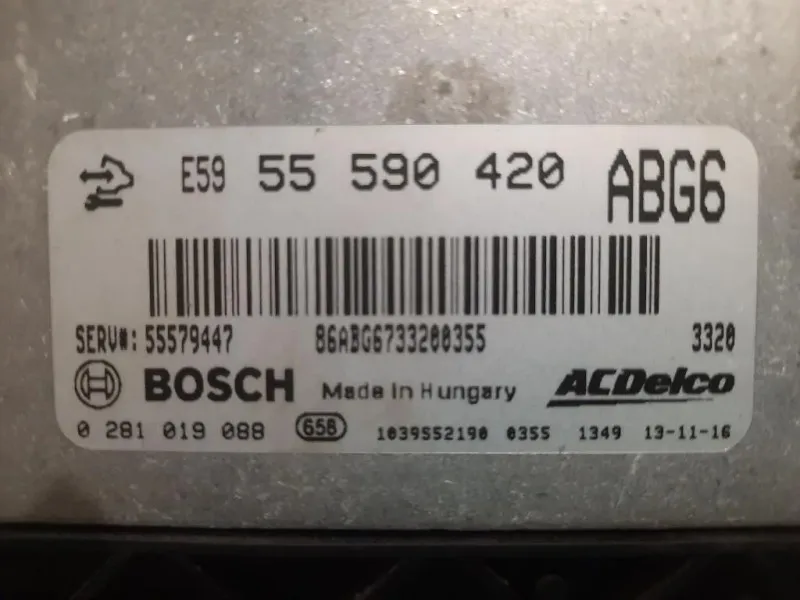 E59 55 590 420 ABG6
SERV#: 55579447 86ABG6733200355 3320
BOSCH Made in Hungary ACDelco
0 281 019 088 658 1039552190 0355 1349 13-11-16